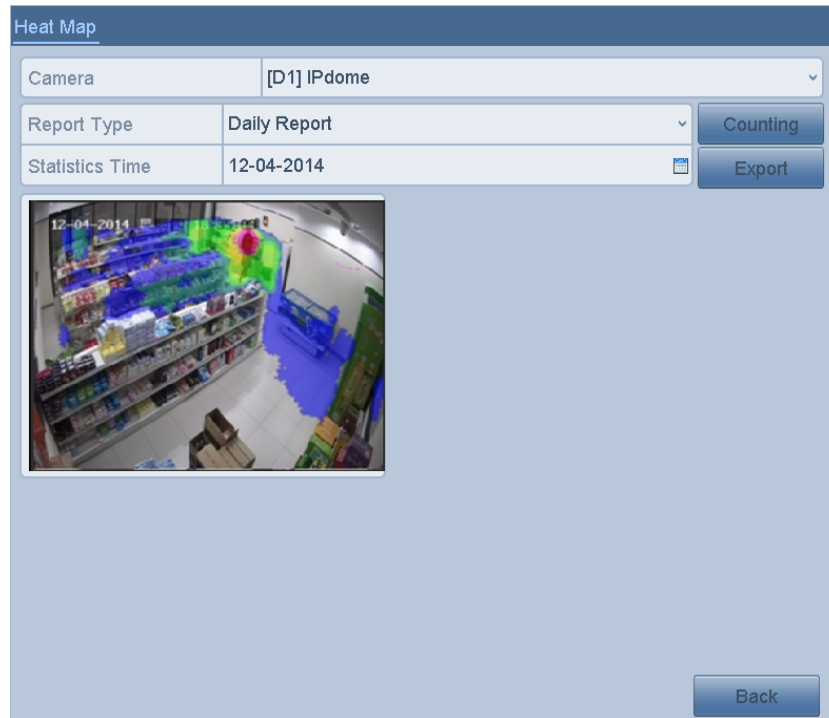 Heat Map
Camera [D1] IPdome
Report Type Daily Report Counting
Statistics Time 12-04-2014 Export
12-04-2014
Back